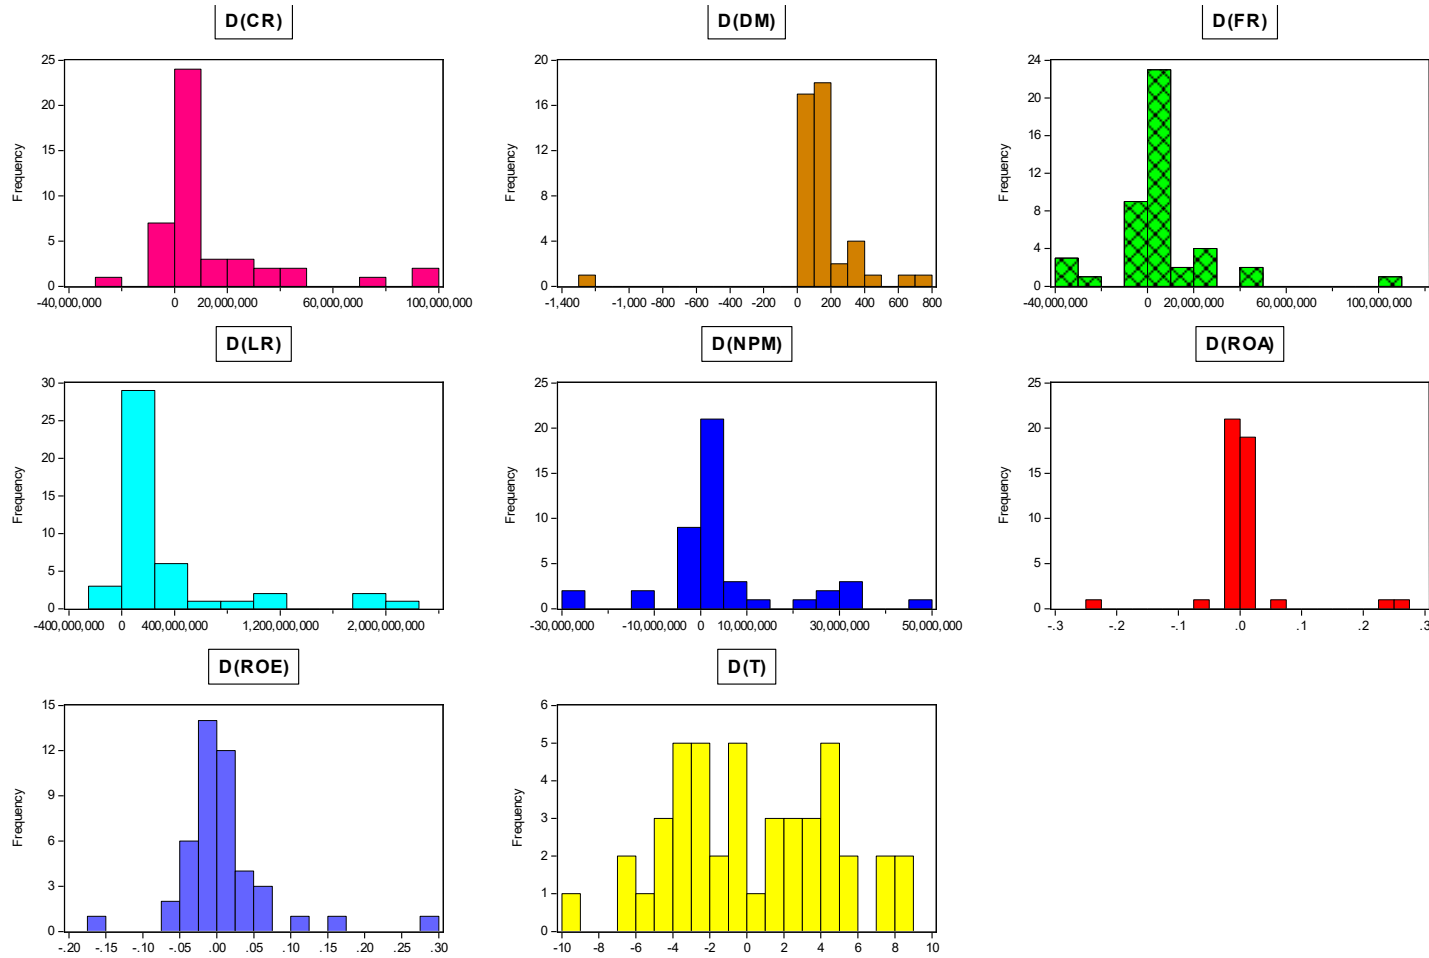 D(CR)
Frequency
25
20
15
10
5
0
-40,000,000 0 20,000,000 60,000,000 100,000,000
D(DM)
Frequency
20
16
12
8
4
0
-1,400 -1,000 -800 -600 -400 -200 0 200 400 600 800
D(FR)
Frequency
24
20
16
12
8
4
0
-40,000,000 0 20,000,000 60,000,000 100,000,000
D(LR)
Frequency
30
25
20
15
10
5
0
-400,000,000 0 400,000,000 1,200,000,000 2,000,000,000
D(NPM)
Frequency
25
20
15
10
5
0
-30,000,000 -10,000,000 0 10,000,000 30,000,000 50,000,000
D(ROA)
Frequency
25
20
15
10
5
0
-.3 -.2 -.1 .0 .1 .2 .3
D(ROE)
Frequency
15
12
9
6
3
0
-.20 -.15 -.10 -.05 .00 .05 .10 .15 .20 .25 .30
D(T)
Frequency
6
5
4
3
2
1
0
-10 -8 -6 -4 -2 0 2 4 6 8 10